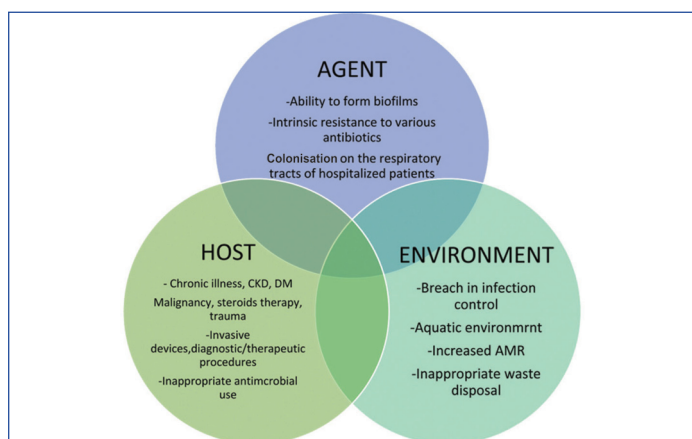 AGENT
-Ability to form biofilms
-Intrinsic resistance to various
antibiotics
Colonisation on the respiratory
tracts of hospitalized patients
HOST
- Chronic illness, CKD, DM
Malignancy, steroids therapy,
trauma
-Invasive
devices,diagnostic/therapeutic
procedures
-Inappropriate antimcrobial
use
ENVIRONMENT
-Breach in infection
control
-Aquatic environmrnt
-Increased AMR
-Inappropriate waste
disposal